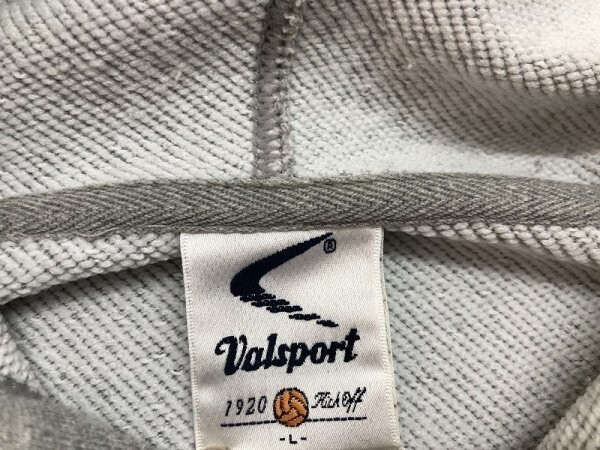 ®
Valsport
1920 Kick Off
-L-